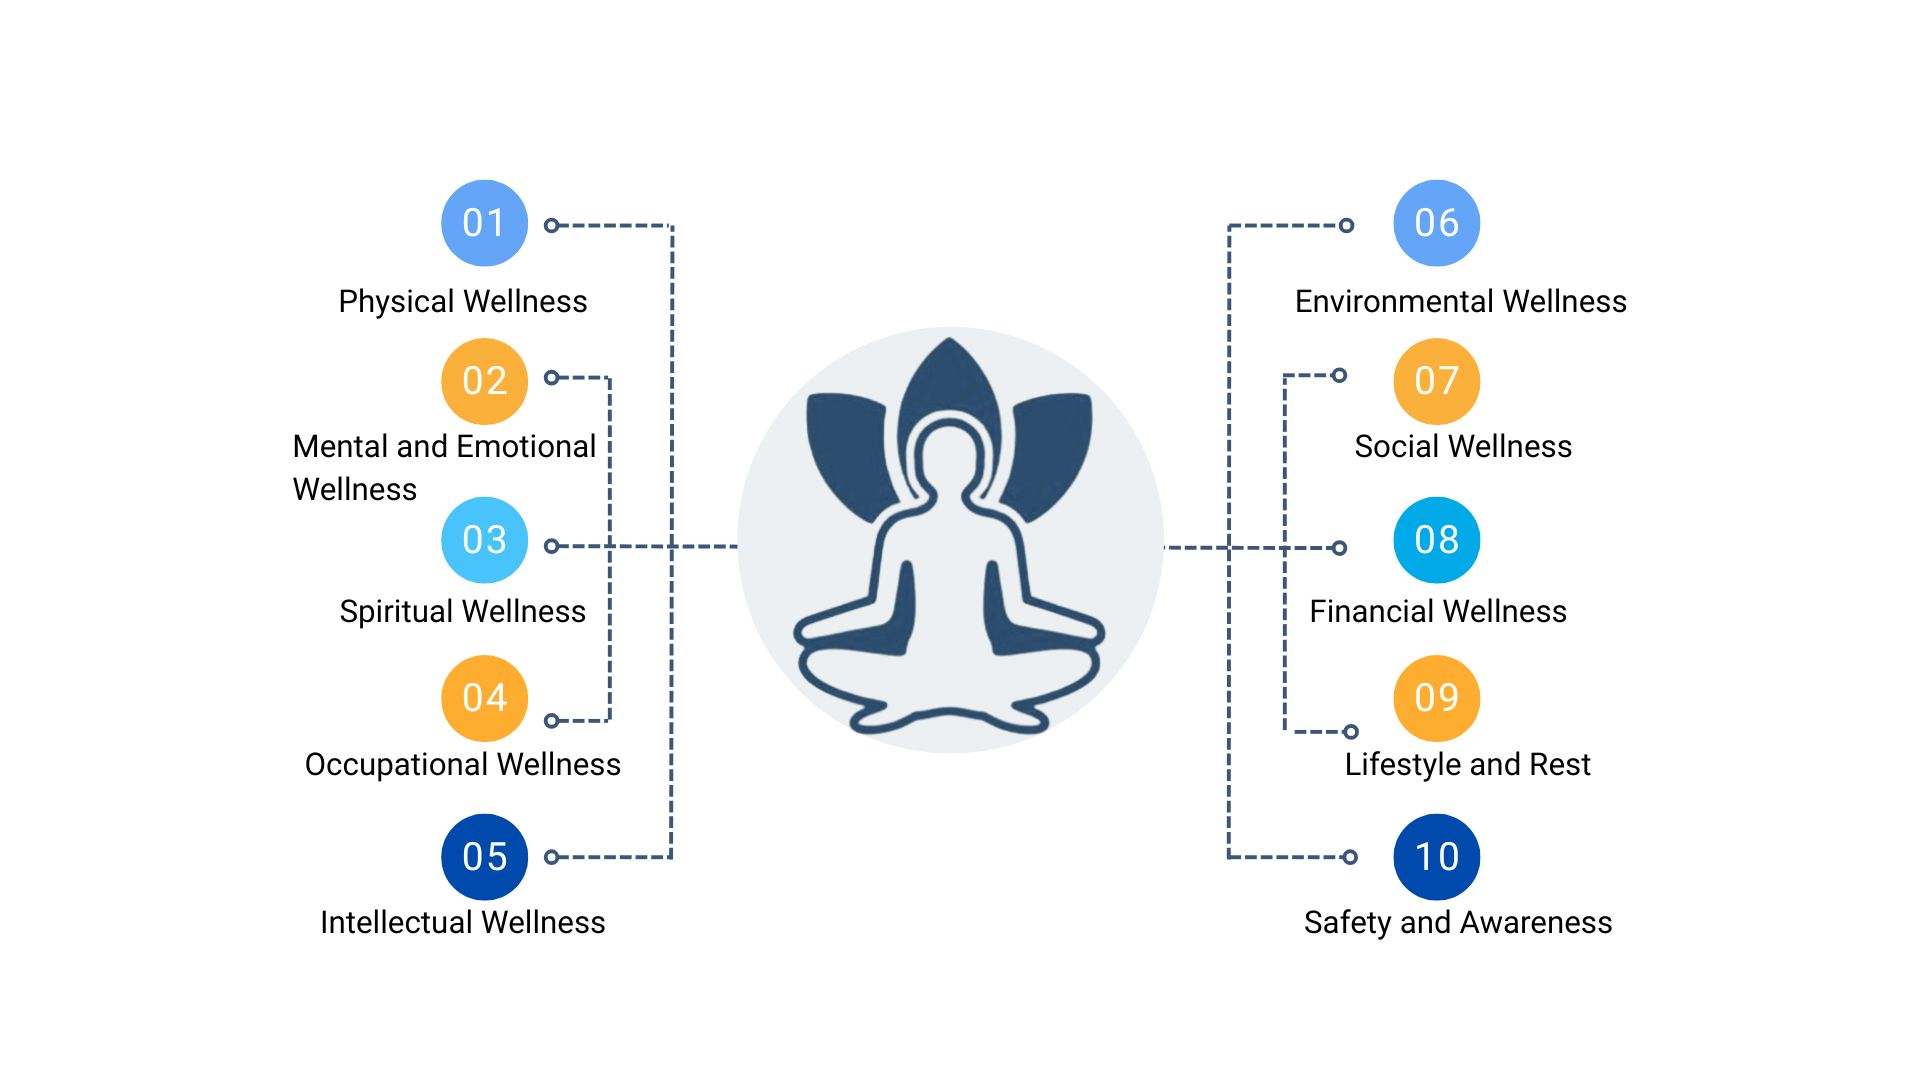 01
Physical Wellness
02
Mental and Emotional
Wellness
03
Spiritual Wellness
04
Occupational Wellness
05
Intellectual Wellness
06
Environmental Wellness
07
Social Wellness
08
Financial Wellness
09
Lifestyle and Rest
10
Safety and Awareness